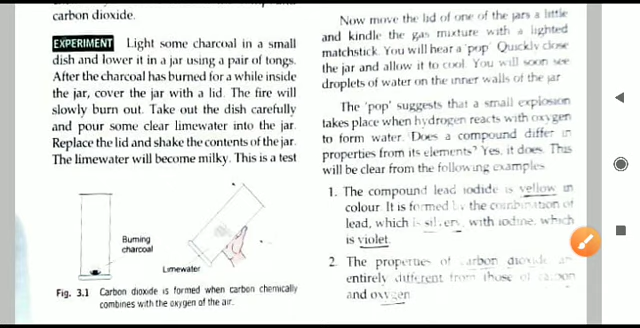 carbon dioxide.
EXPERIMENT Light some charcoal in a small
dish and lower it in a jar using a pair of tongs.
After the charcoal has burned for a while inside
the jar, cover the jar with a lid. The fire will
slowly burn out. Take out the dish carefully
and pour some clear limewater into the jar.
Replace the lid and shake the contents of the jar.
The limewater will become milky. This is a test
Burning
charcoal
Limewater
Fig. 3.1 Carbon dioxide is formed when carbon chemically
combines with the oxygen of the air.
Now move the lid of one of the jars a little
and kindle the gas mixture with a lighted
matchstick. You will hear a 'pop' Quickly close
the jar and allow it to cool. You will soon see
droplets of water on the inner walls of the jar
The 'pop' suggests that a small explosion
takes place when hydrogen reacts with oxygen
to form water. Does a compound differ in
properties from its elements? Yes, it does. This
will be clear from the following examples.
1. The compound lead iodide is yellow in
colour. It is formed by the combination of
lead, which is silvery, with iodine, which
is violet.
2. The properties of carbon dioxide are
entirely different from those of carbon
and oxygen